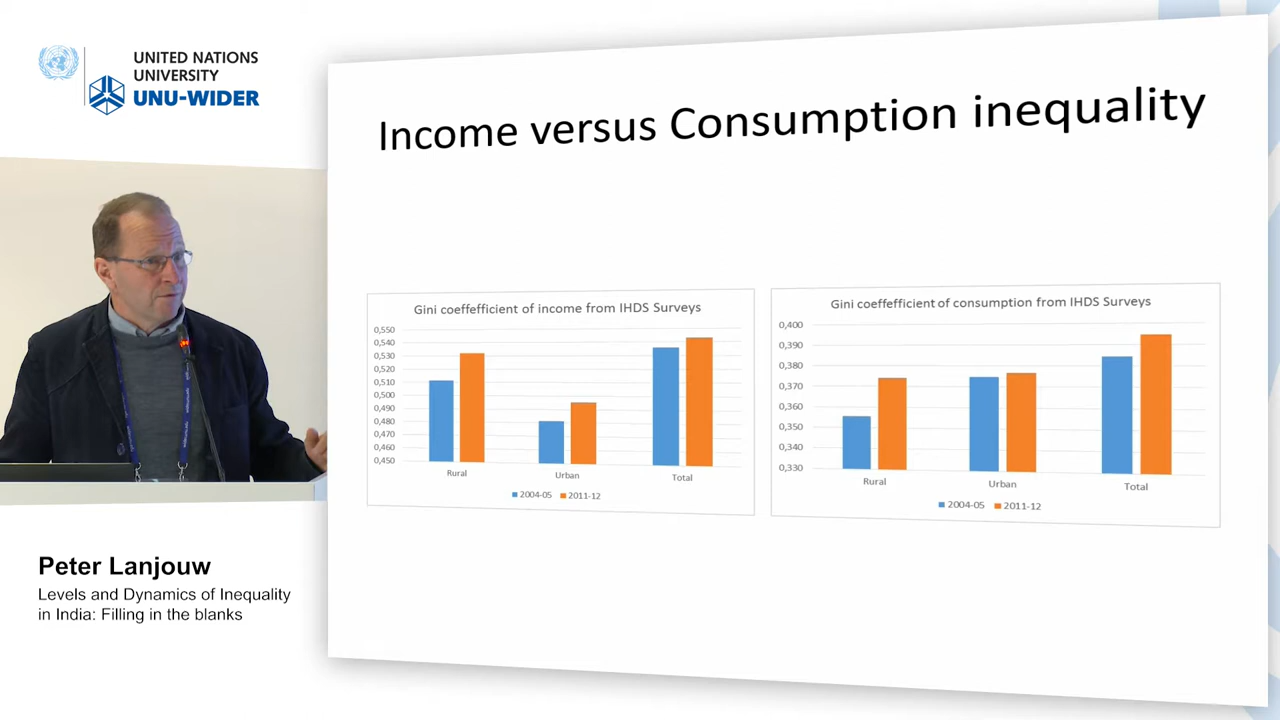 UNITED NATIONS
UNIVERSITY
UNU-WIDER
Income versus Consumption inequality
Gini coeffefficient of income from IHDS Surveys
0,550
0,540
0,530
0,520
0,510
0,500
0,490
0,480
0,470
0,460
0,450
Rural
Urban
Total
2004-05
2011-12
Gini coeffefficient of consumption from IHDS Surveys
0,400
0,390
0,380
0,370
0,360
0,350
0,340
0,330
Rural
Urban
Total
2004-05
2011-12
Peter Lanjouw
Levels and Dynamics of Inequality
in India: Filling in the blanks